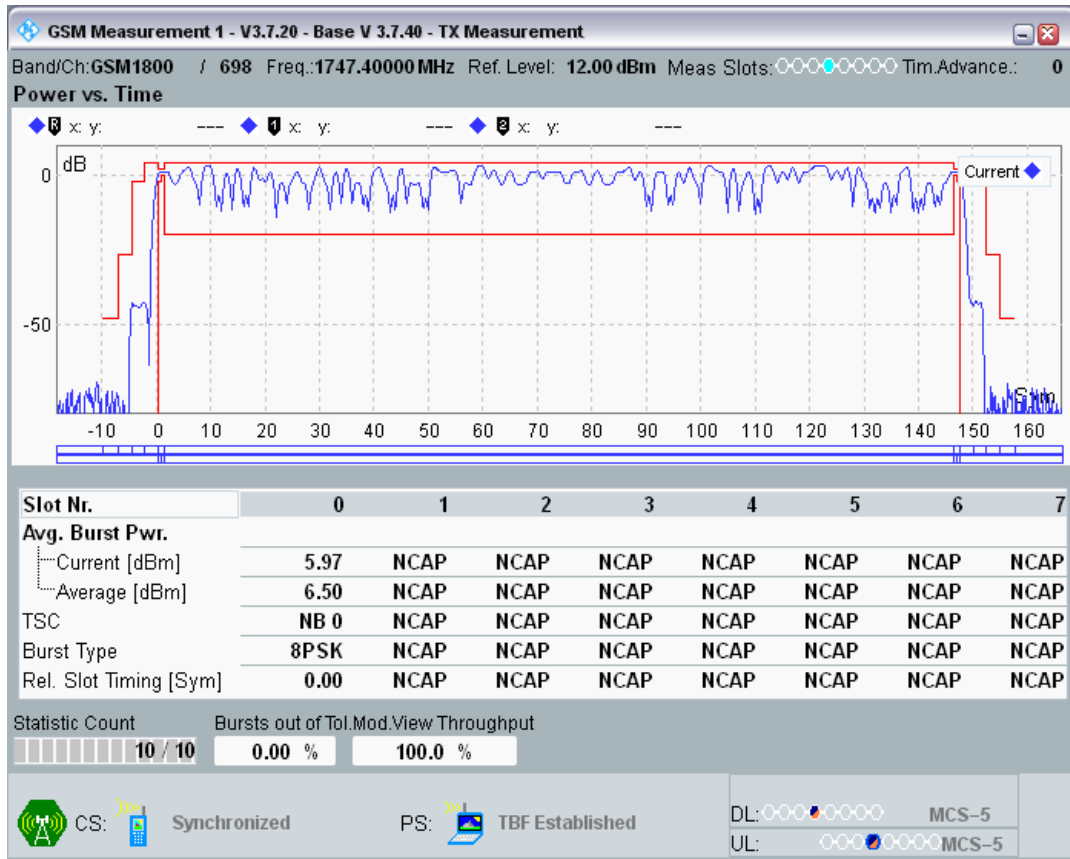 GSM Measurement 1 - V3.7.20 - Base V 3.7.40 - TX Measurement
Band/Ch:GSM1800 / 698 Freq.:1747.40000 MHz Ref. Level: 12.00 dBm Meas Slots: Tim.Advance.: 0
Power vs. Time
R x: y: --- 1 x: y: --- 2 x: y: ---
dB
Current
0
-50
Sym
-10 0 10 20 30 40 50 60 70 80 90 100 110 120 130 140 150 160
Slot Nr. 0 1 2 3 4 5 6 7
Avg. Burst Pwr.
Current [dBm] 5.97 NCAP NCAP NCAP NCAP NCAP NCAP NCAP
Average [dBm] 6.50 NCAP NCAP NCAP NCAP NCAP NCAP NCAP
TSC NB 0 NCAP NCAP NCAP NCAP NCAP NCAP NCAP
Burst Type 8PSK NCAP NCAP NCAP NCAP NCAP NCAP NCAP
Rel. Slot Timing [Sym] 0.00 NCAP NCAP NCAP NCAP NCAP NCAP NCAP
Statistic Count Bursts out of Tol. Mod.View Throughput
10 / 10 0.00 % 100.0 %
CS: Synchronized PS: TBF Established DL: MCS-5
UL: MCS-5